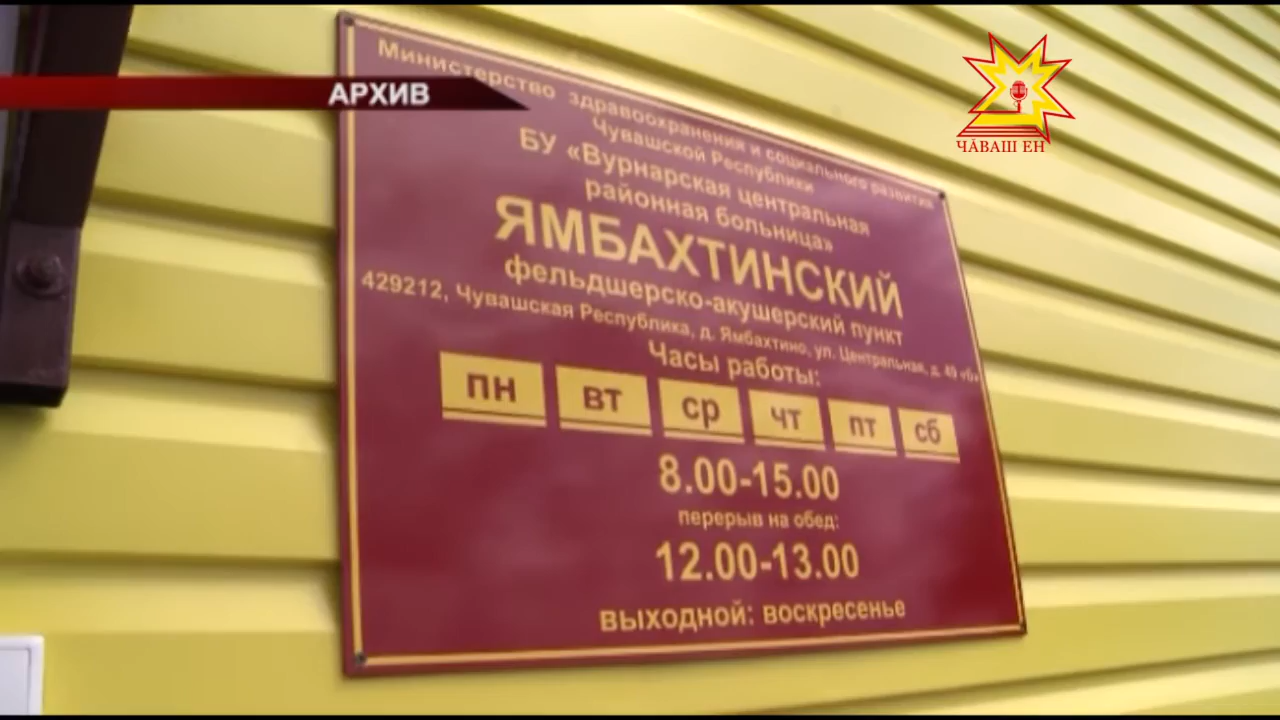 АРХИВ
ЧӐВАШ ЕН
Министерство здравоохранения и социального развития
Чувашской Республики
БУ «Вурнарская центральная
районная больница»
ЯМБАХТИНСКИЙ
фельдшерско-акушерский пункт
429212, Чувашская Республика, д. Ямбахтино, ул. Центральная, д. 49 «б»
Часы работы:
пн вт ср чт пт сб
8.00-15.00
перерыв на обед:
12.00-13.00
выходной: воскресенье